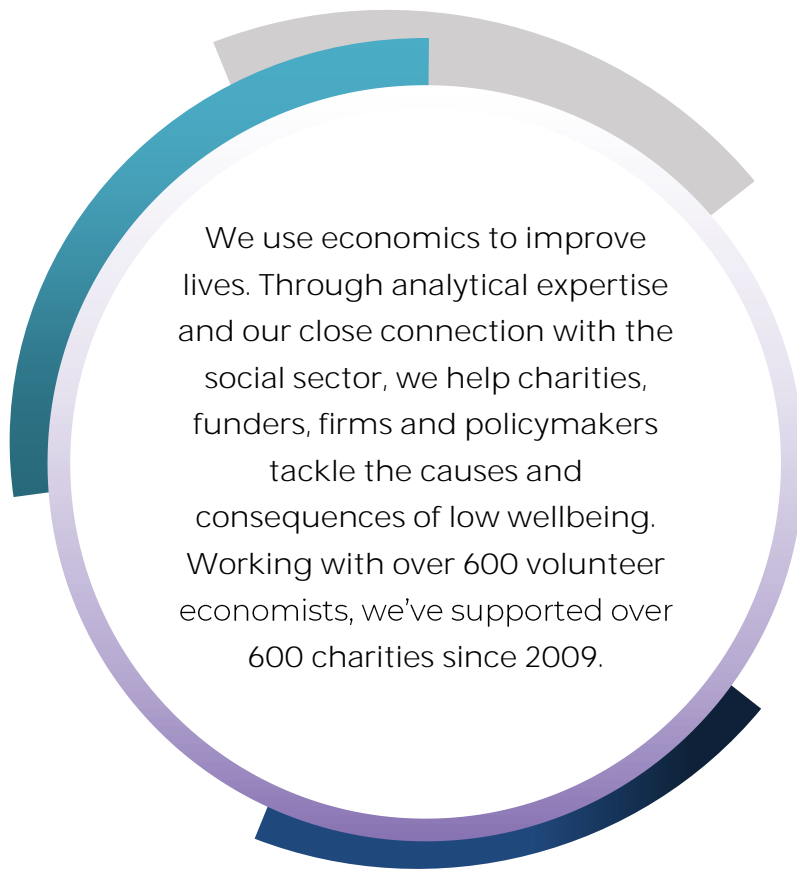 We use economics to improve
lives. Through analytical expertise
and our close connection with the
social sector, we help charities,
funders, firms and policymakers
tackle the causes and
consequences of low wellbeing.
Working with over 600 volunteer
economists, we’ve supported over
600 charities since 2009.